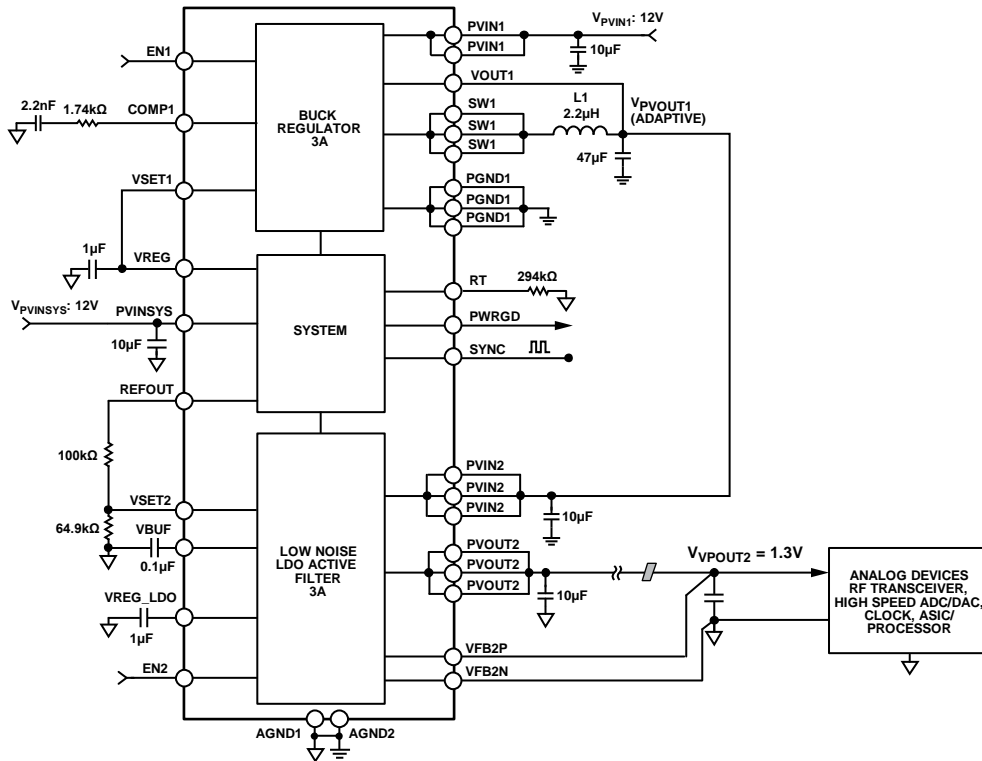 EN1
2.2nF
1.74kΩ
COMP1
VSET1
1µF
VREG
VPVINSYS: 12V
PVINSYS
10µF
REFOUT
100kΩ
VSET2
64.9kΩ
VBUF
0.1µF
VREG_LDO
1µF
EN2
BUCK
REGULATOR
3A
SYSTEM
LOW NOISE
LDO ACTIVE
FILTER
3A
AGND1
AGND2
PVIN1
PVIN1
VPVIN1: 12V
10µF
VOUT1
SW1
SW1
SW1
L1
2.2µH
VPVOUT1
(ADAPTIVE)
47µF
PGND1
PGND1
PGND1
RT
294kΩ
PWRGD
SYNC
PVIN2
PVIN2
PVIN2
10µF
PVOUT2
PVOUT2
PVOUT2
10µF
VVPOUT2 = 1.3V
VFB2P
VFB2N
ANALOG DEVICES
RF TRANSCEIVER,
HIGH SPEED ADC/DAC,
CLOCK, ASIC/
PROCESSOR